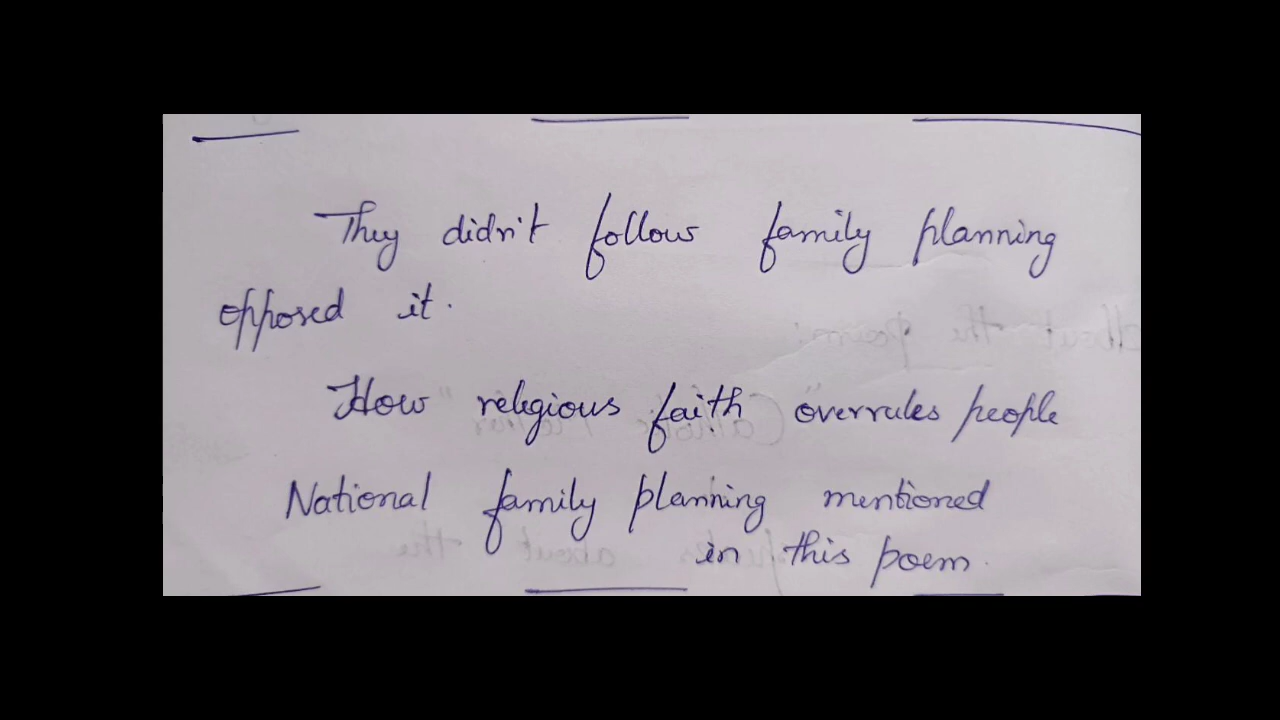 They didn't follow family planning
opposed it.
How religious faith overrules people
National family planning mentioned
in this poem.